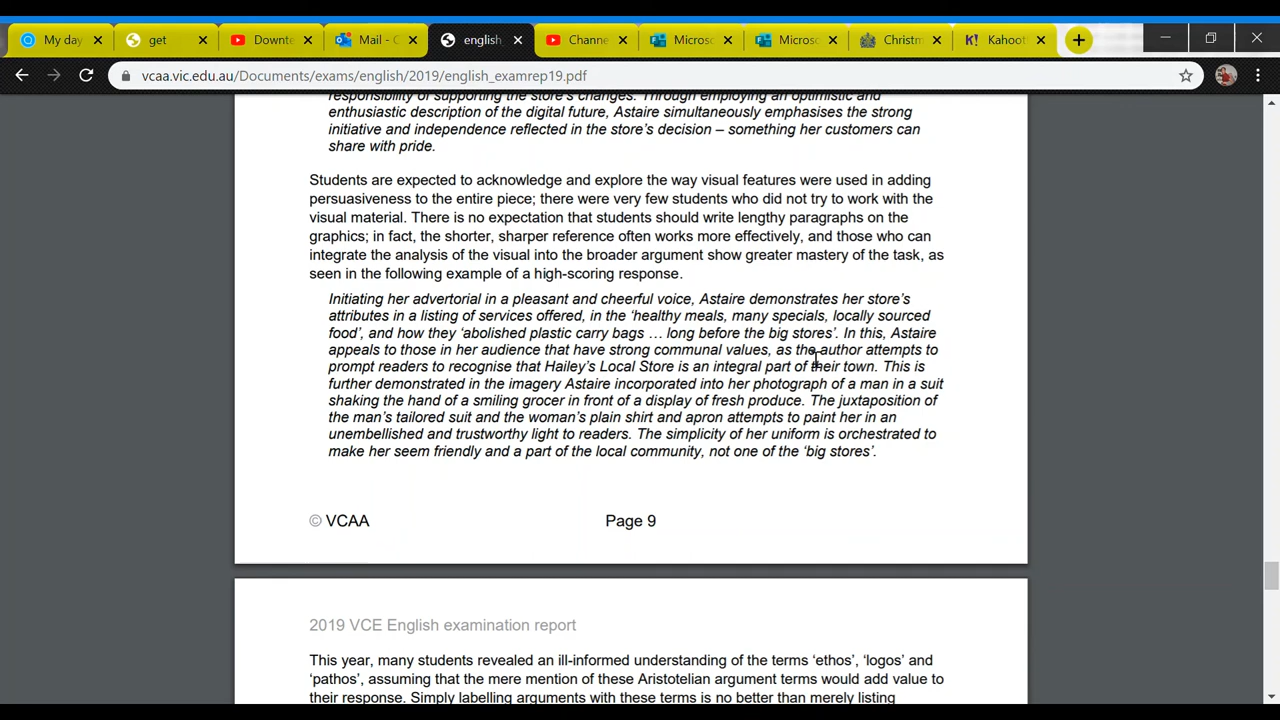 My day
get
Downte
Mail - C
english
Channe
Microso
Microso
Christm
Kahoot
vcaa.vic.edu.au/Documents/exams/english/2019/english_examrep19.pdf
responsibility of supporting the store's changes. Through employing an optimistic and
enthusiastic description of the digital future, Astaire simultaneously emphasises the strong
initiative and independence reflected in the store's decision – something her customers can
share with pride.
Students are expected to acknowledge and explore the way visual features were used in adding
persuasiveness to the entire piece; there were very few students who did not try to work with the
visual material. There is no expectation that students should write lengthy paragraphs on the
graphics; in fact, the shorter, sharper reference often works more effectively, and those who can
integrate the analysis of the visual into the broader argument show greater mastery of the task, as
seen in the following example of a high-scoring response.
Initiating her advertorial in a pleasant and cheerful voice, Astaire demonstrates her store's
attributes in a listing of services offered, in the 'healthy meals, many specials, locally sourced
food', and how they 'abolished plastic carry bags … long before the big stores'. In this, Astaire
appeals to those in her audience that have strong communal values, as the author attempts to
prompt readers to recognise that Hailey's Local Store is an integral part of their town. This is
further demonstrated in the imagery Astaire incorporated into her photograph of a man in a suit
shaking the hand of a smiling grocer in front of a display of fresh produce. The juxtaposition of
the man's tailored suit and the woman's plain shirt and apron attempts to paint her in an
unembellished and trustworthy light to readers. The simplicity of her uniform is orchestrated to
make her seem friendly and a part of the local community, not one of the 'big stores'.
© VCAA Page 9
2019 VCE English examination report
This year, many students revealed an ill-informed understanding of the terms 'ethos', 'logos' and
'pathos', assuming that the mere mention of these Aristotelian argument terms would add value to
their response. Simply labelling arguments with these terms is no better than merely listing